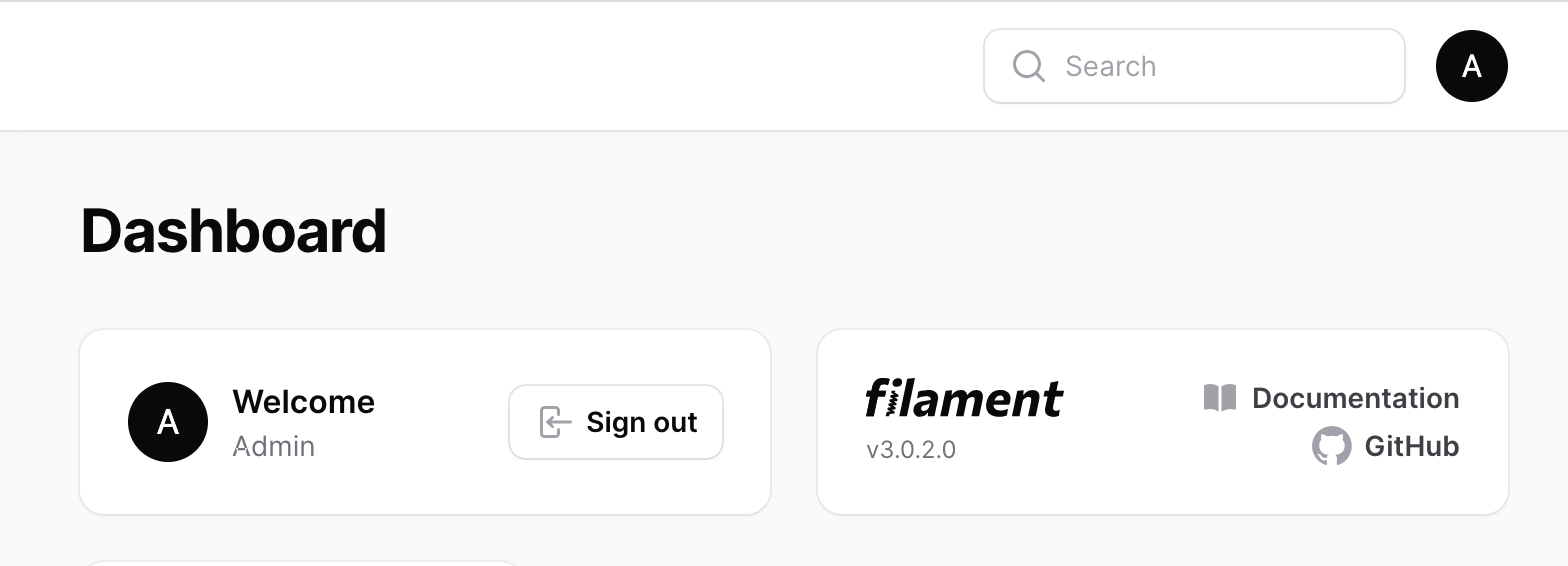 Search
A
Dashboard
A
Welcome
Admin
Sign out
filament
v3.0.2.0
Documentation
GitHub